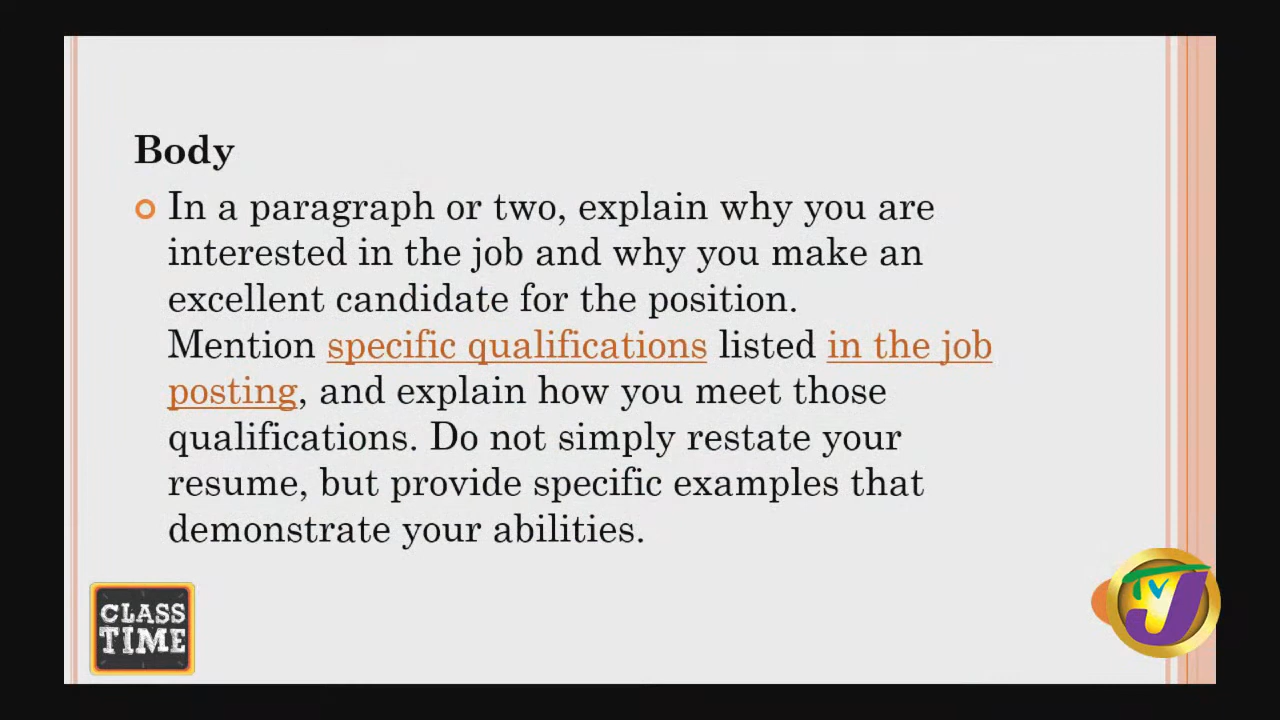 Body
In a paragraph or two, explain why you are
interested in the job and why you make an
excellent candidate for the position.
Mention specific qualifications listed in the job
posting, and explain how you meet those
qualifications. Do not simply restate your
resume, but provide specific examples that
demonstrate your abilities.
CLASS
TIME
TVJ